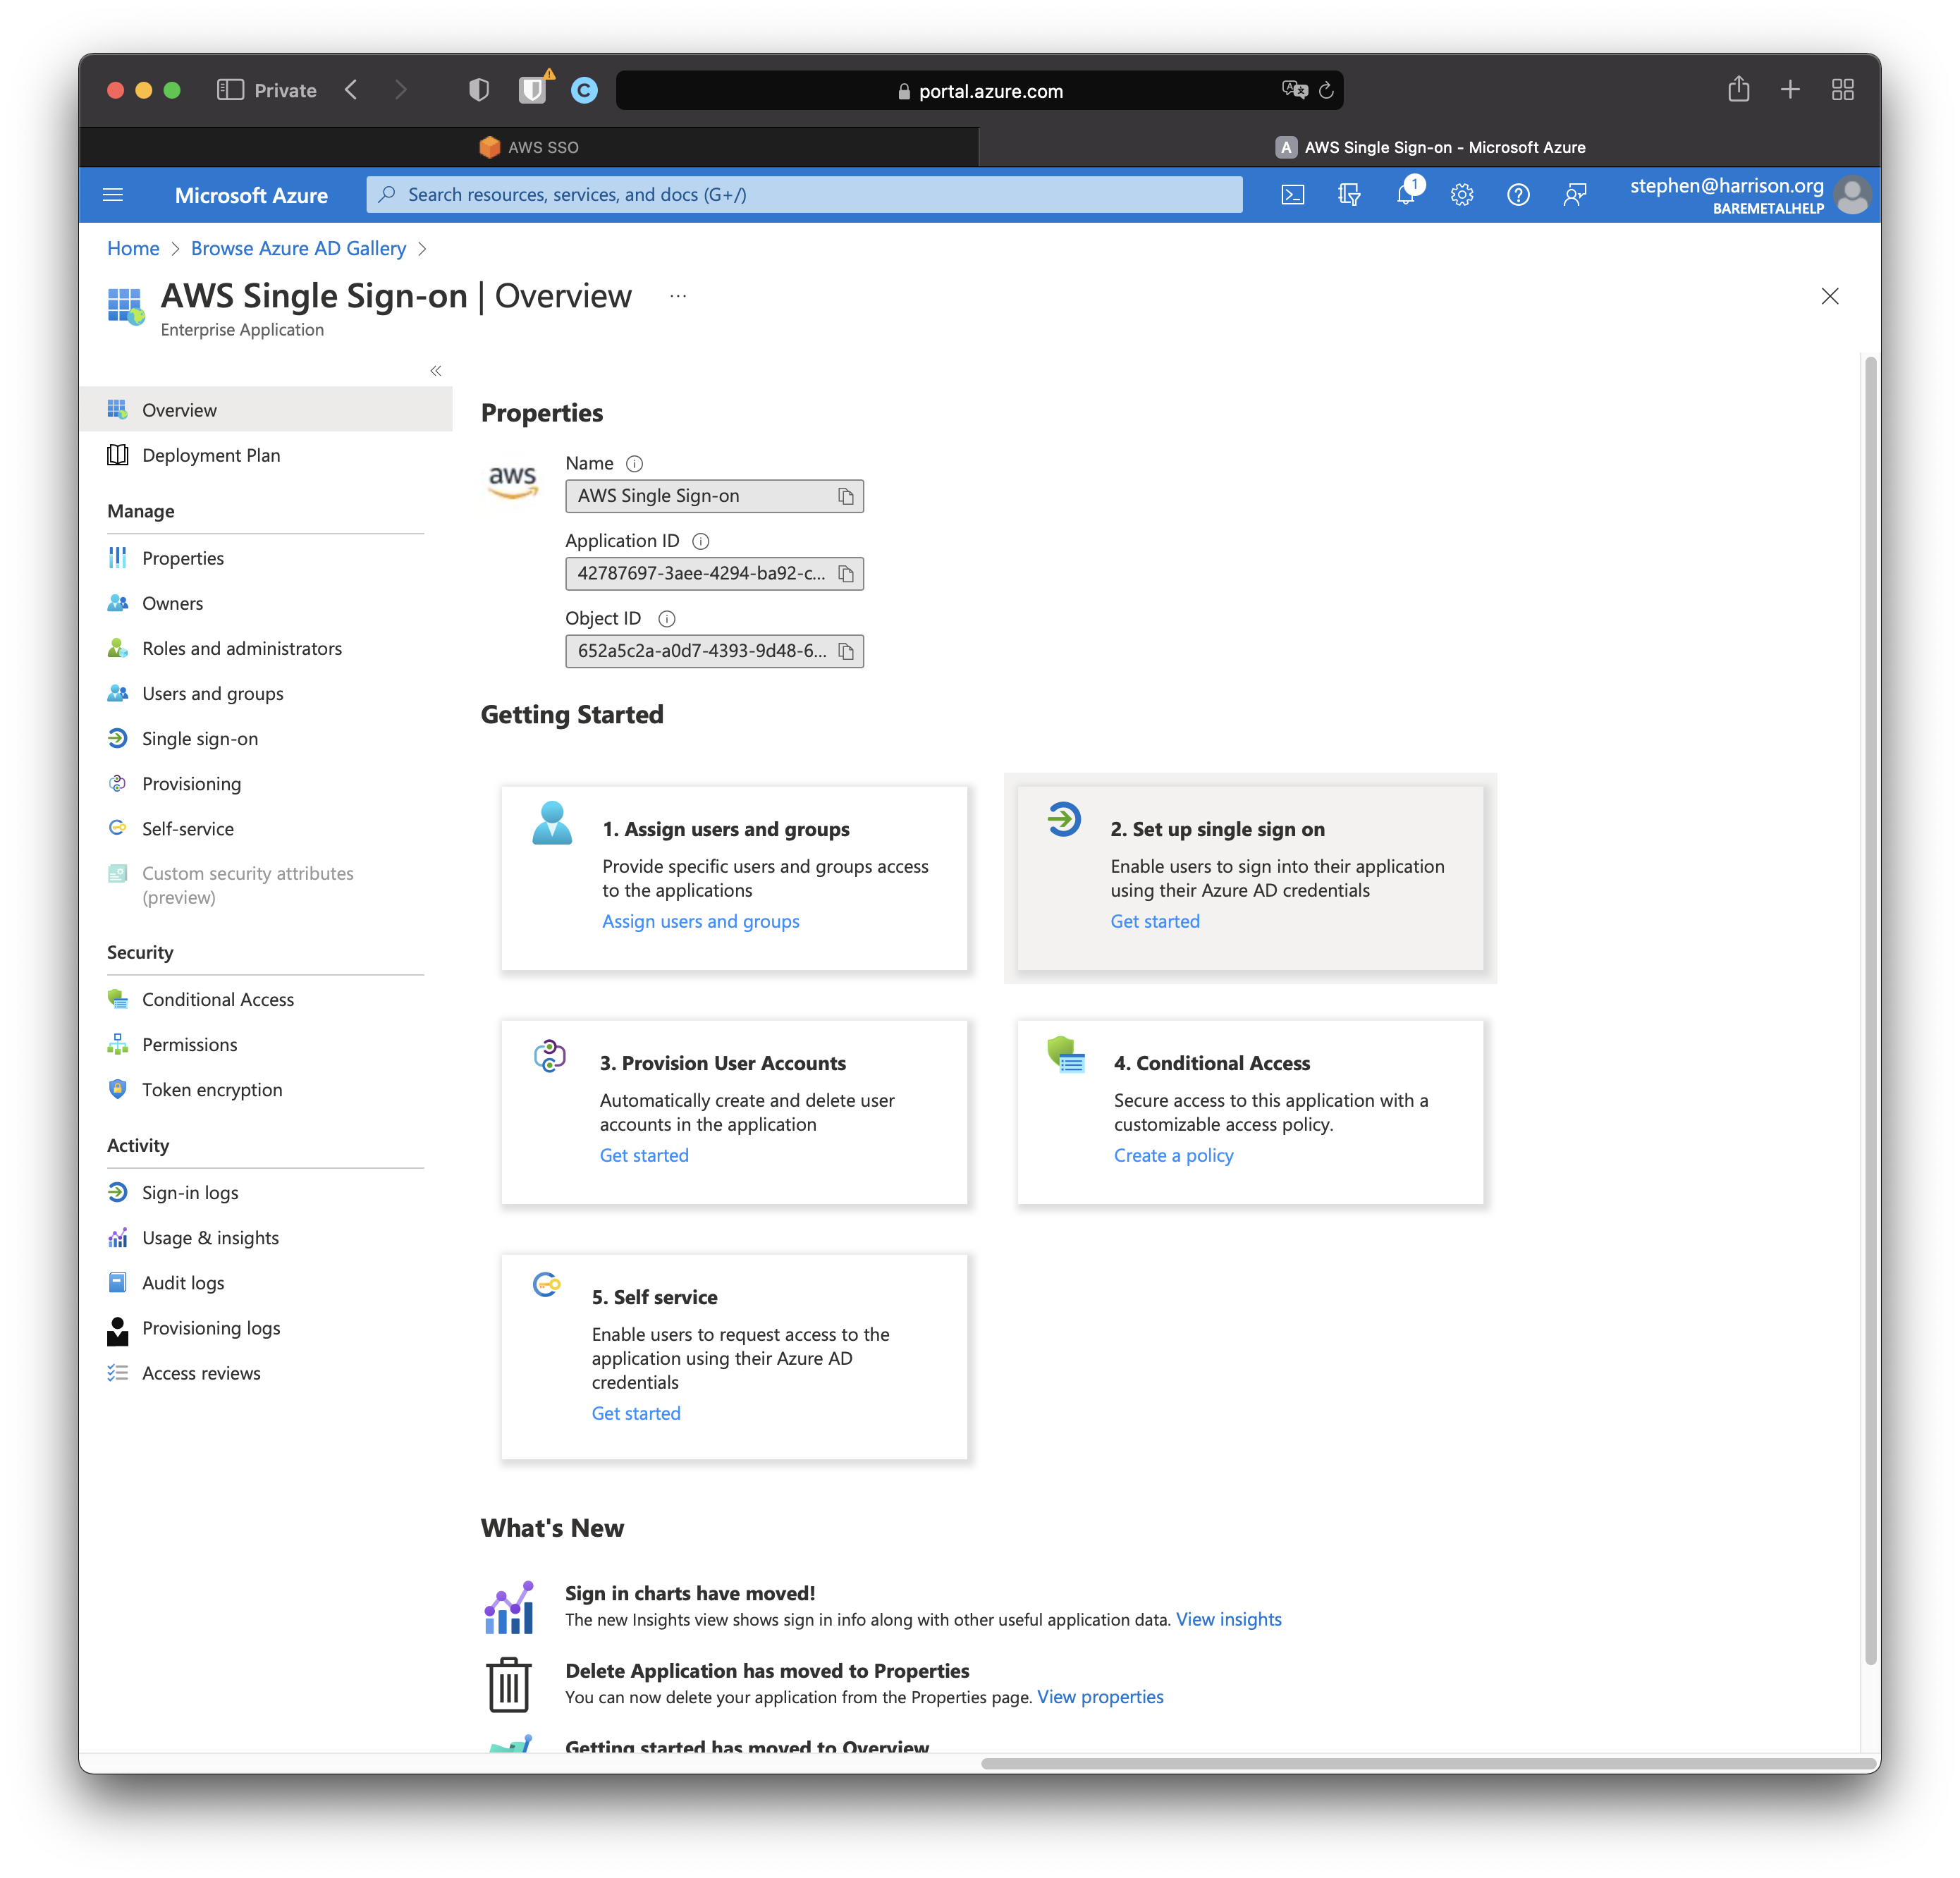 Private
portal.azure.com
AWS SSO
A AWS Single Sign-on - Microsoft Azure
Microsoft Azure
Search resources, services, and docs (G+/)
1
stephen@harrison.org
BAREMETALHELP
Home > Browse Azure AD Gallery >
AWS Single Sign-on | Overview ...
Enterprise Application
Overview
Deployment Plan
Manage
Properties
Owners
Roles and administrators
Users and groups
Single sign-on
Provisioning
Self-service
Custom security attributes
(preview)
Security
Conditional Access
Permissions
Token encryption
Activity
Sign-in logs
Usage & insights
Audit logs
Provisioning logs
Access reviews
Properties
aws
Name
AWS Single Sign-on
Application ID
42787697-3aee-4294-ba92-c...
Object ID
652a5c2a-a0d7-4393-9d48-6...
Getting Started
1. Assign users and groups
Provide specific users and groups access
to the applications
Assign users and groups
2. Set up single sign on
Enable users to sign into their application
using their Azure AD credentials
Get started
3. Provision User Accounts
Automatically create and delete user
accounts in the application
Get started
4. Conditional Access
Secure access to this application with a
customizable access policy.
Create a policy
5. Self service
Enable users to request access to the
application using their Azure AD
credentials
Get started
What's New
Sign in charts have moved!
The new Insights view shows sign in info along with other useful application data. View insights
Delete Application has moved to Properties
You can now delete your application from the Properties page. View properties
Getting started has moved to Overview